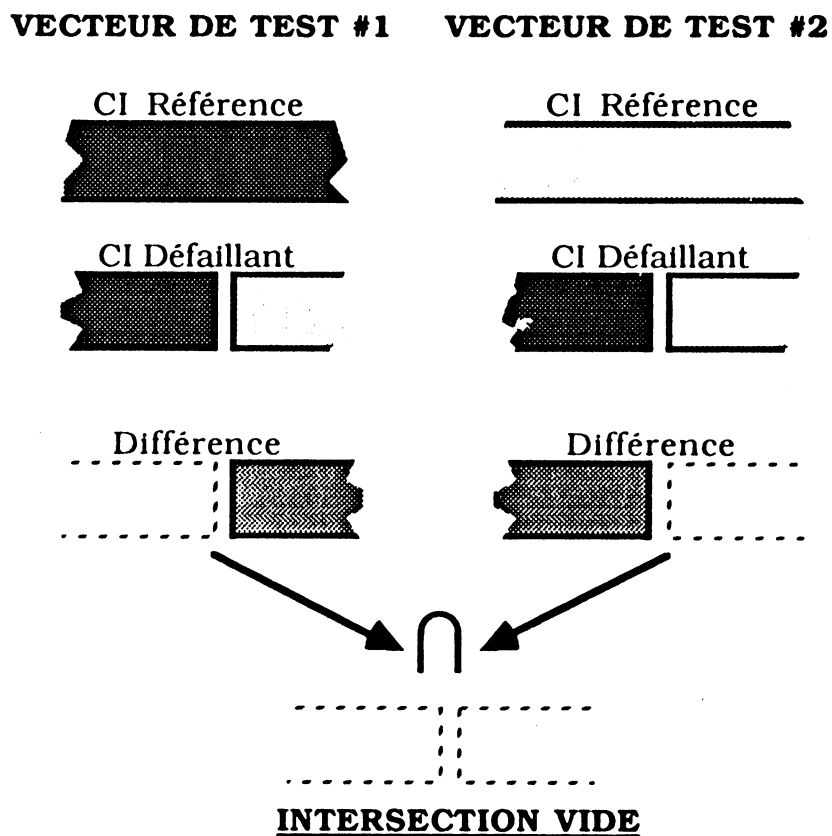 VECTEUR DE TEST #1 VECTEUR DE TEST #2
CI Référence CI Référence
CI Défaillant CI Défaillant
Différence Différence
INTERSECTION VIDE